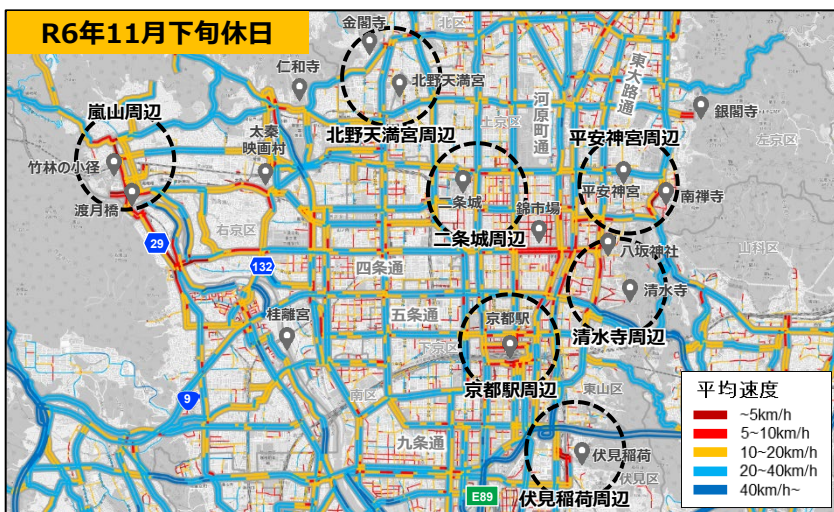 R6年11月下旬休日
金閣寺
北区
仁和寺
北野天満宮
東大路通
銀閣寺
嵐山周辺
北野天満宮周辺
上京区
河原町通
平安神宮周辺
左京区
太秦
映画村
竹林の小径
二条城
平安神宮
南禅寺
渡月橋
右京区
錦市場
二条城周辺
八坂神社
山科区
29
132
四条通
清水寺
桂離宮
五条通
京都駅
清水寺周辺
下京区
京都駅周辺
東山区
9
南区
九条通
伏見稲荷
伏見区
E89
伏見稲荷周辺
平均速度
~5km/h
5~10km/h
10~20km/h
20~40km/h
40km/h~